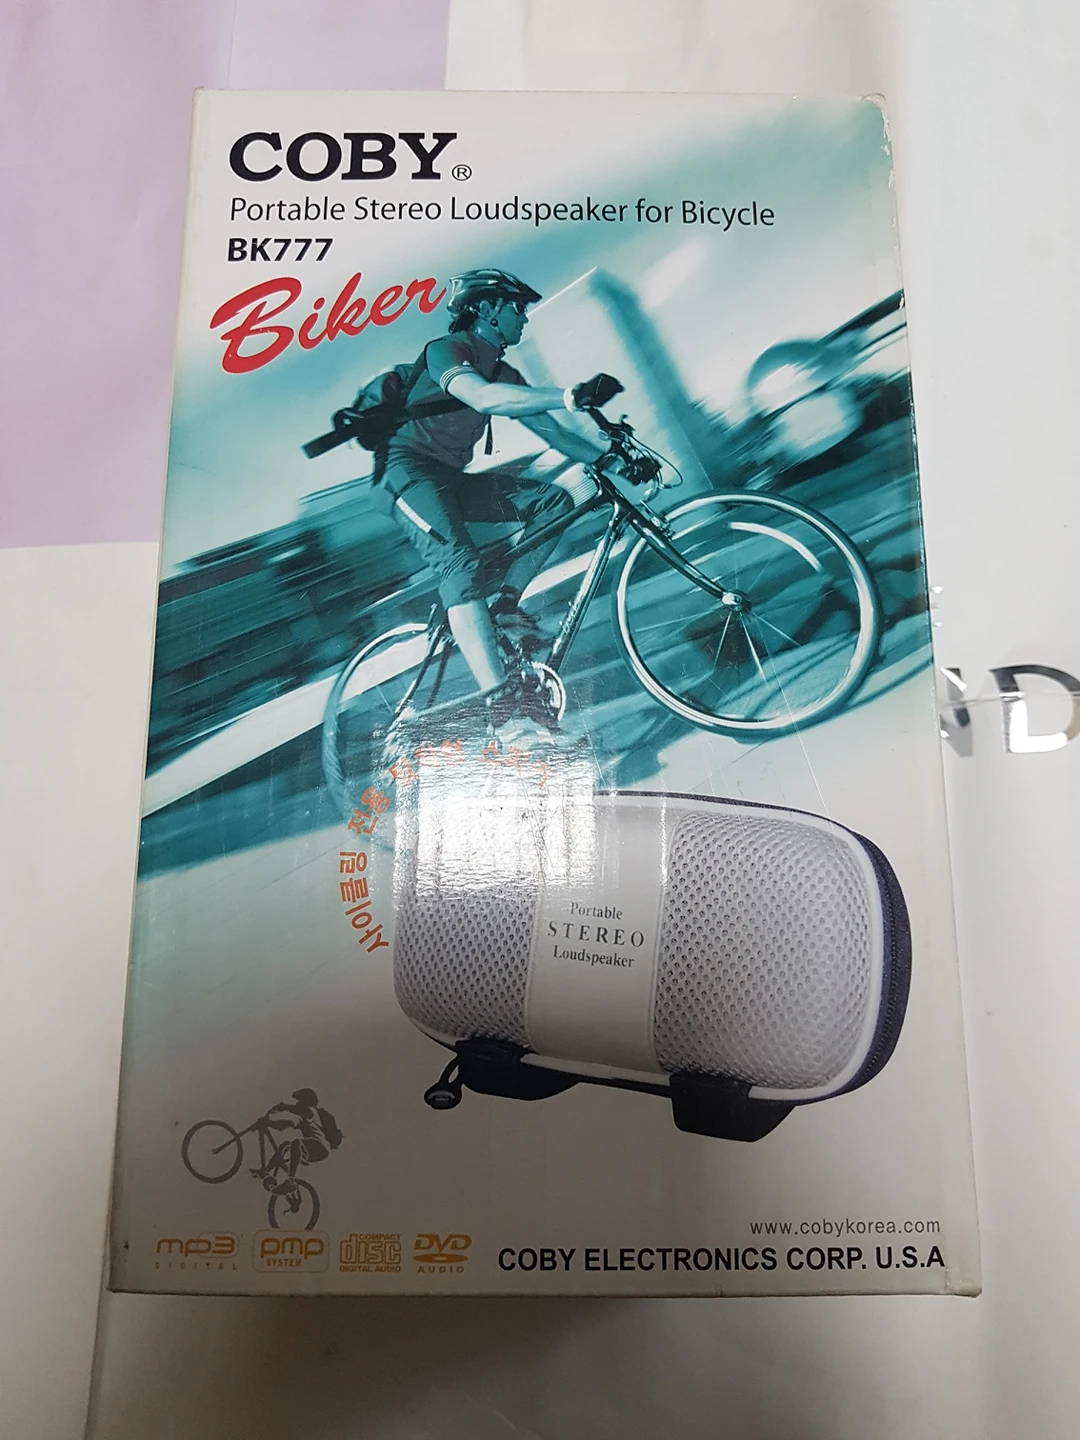 COBY®
Portable Stereo Loudspeaker for Bicycle
BK777
Biker
사이클링 전용
Portable
STEREO
Loudspeaker
www.cobykorea.com
mp3
DIGITAL
pmp
SYSTEM
COMPACT
disc
DIGITAL AUDIO
DVD
AUDIO
COBY ELECTRONICS CORP. U.S.A